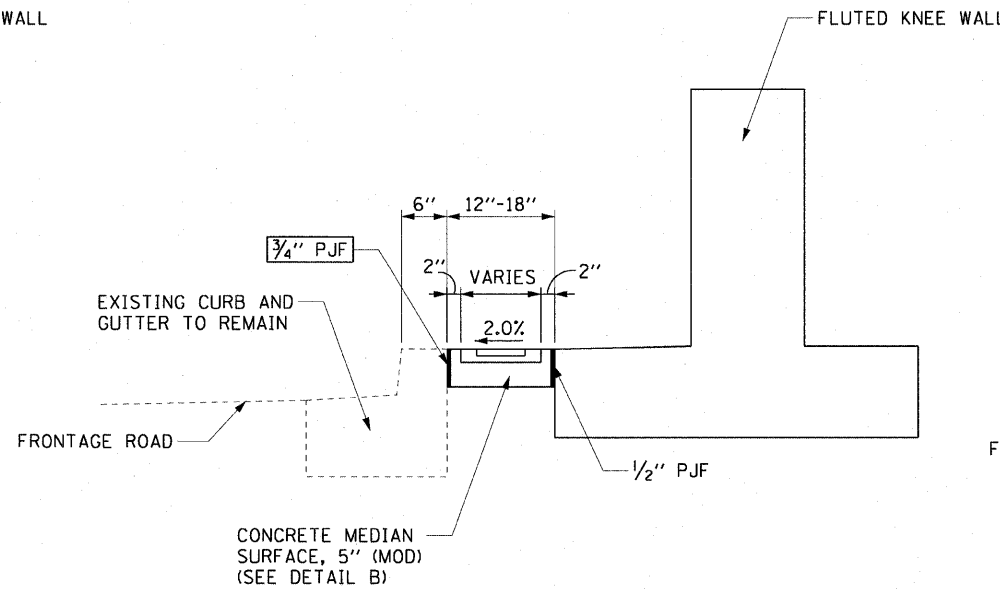 WALL
FLUTED KNEE WALL
6" 12"-18"
3/4" PJF
2" VARIES 2"
EXISTING CURB AND
GUTTER TO REMAIN
2.0%
FRONTAGE ROAD
1/2" PJF
F
CONCRETE MEDIAN
SURFACE, 5" (MOD)
(SEE DETAIL B)